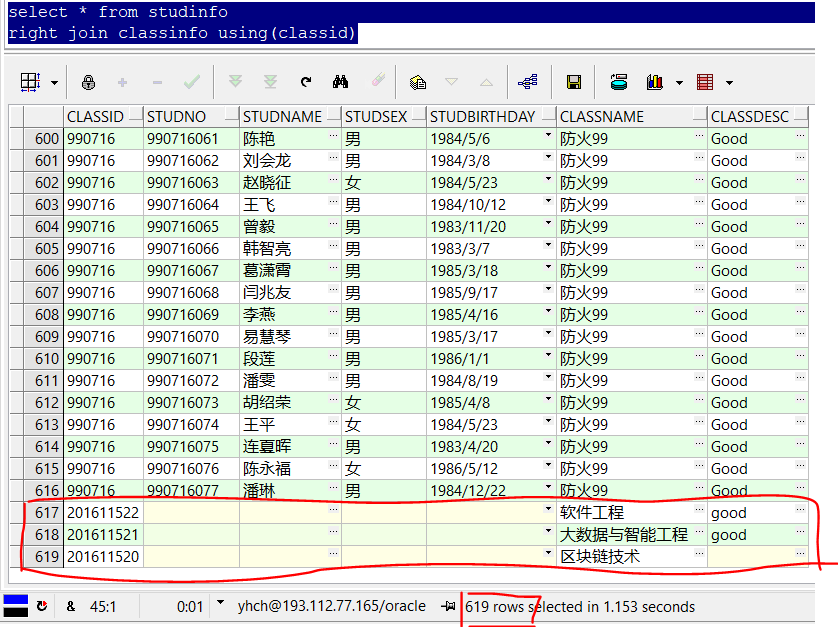 select * from studinfo
right join classinfo using(classid)
CLASSID STUDNO STUDNAME STUDSEX STUDBIRTHDAY CLASSNAME CLASSDESC
600 990716 990716061 陈艳 男 1984/5/6 防火99 Good
601 990716 990716062 刘会龙 男 1984/3/8 防火99 Good
602 990716 990716063 赵晓征 女 1984/5/23 防火99 Good
603 990716 990716064 王飞 男 1984/10/12 防火99 Good
604 990716 990716065 曾毅 男 1983/11/20 防火99 Good
605 990716 990716066 韩智亮 男 1983/3/7 防火99 Good
606 990716 990716067 葛潇霄 男 1985/3/18 防火99 Good
607 990716 990716068 闫兆友 男 1985/9/17 防火99 Good
608 990716 990716069 李燕 男 1985/4/16 防火99 Good
609 990716 990716070 易慧琴 男 1985/3/17 防火99 Good
610 990716 990716071 段莲 男 1986/1/1 防火99 Good
611 990716 990716072 潘雯 男 1984/8/19 防火99 Good
612 990716 990716073 胡绍荣 女 1985/4/8 防火99 Good
613 990716 990716074 王平 女 1984/5/23 防火99 Good
614 990716 990716075 连夏晖 男 1983/4/20 防火99 Good
615 990716 990716076 陈永福 女 1986/5/12 防火99 Good
616 990716 990716077 潘琳 男 1984/12/22 防火99 Good
617 201611522 软件工程 good
618 201611521 大数据与智能工程 good
619 201611520 区块链技术
& 45:1 0:01 yhch@193.112.77.165/oracle 619 rows selected in 1.153 seconds